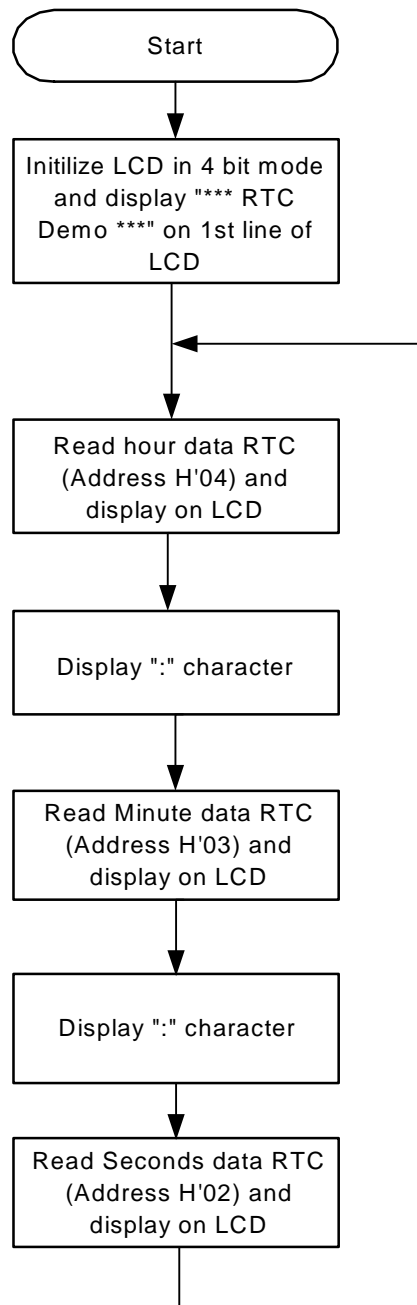 Start
Initilize LCD in 4 bit mode
and display "*** RTC
Demo ***" on 1st line of
LCD
Read hour data RTC
(Address H'04) and
display on LCD
Display ":" character
Read Minute data RTC
(Address H'03) and
display on LCD
Display ":" character
Read Seconds data RTC
(Address H'02) and
display on LCD